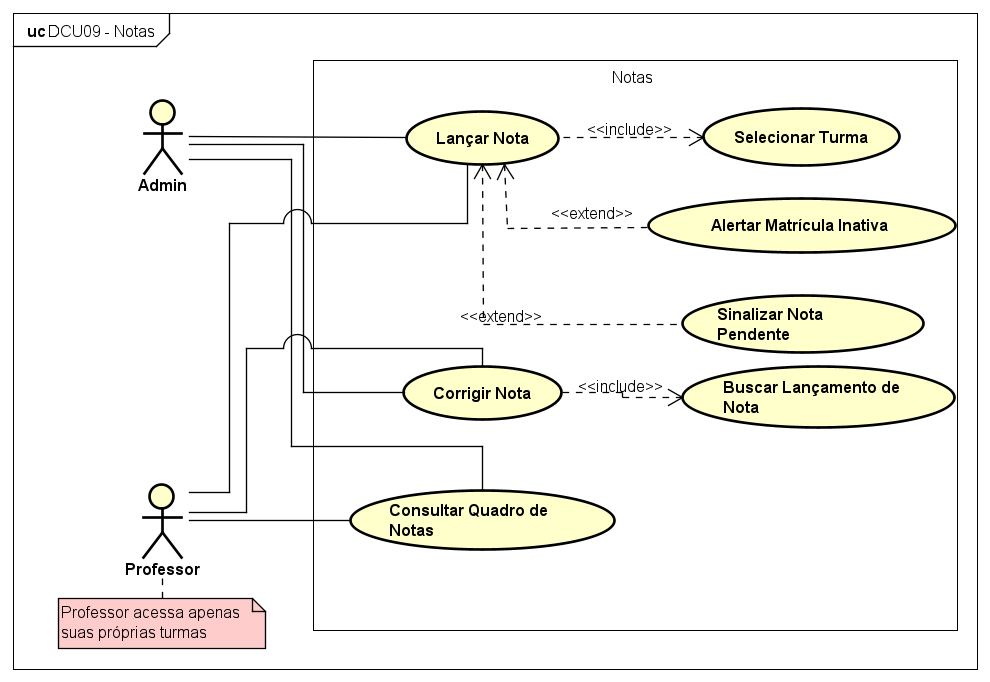 uc DCU09 - Notas
Notas
Admin
Lançar Nota
<<include>>
Selecionar Turma
<<extend>>
Alertar Matrícula Inativa
<<extend>>
Sinalizar Nota
Pendente
Corrigir Nota
<<include>>
Buscar Lançamento de
Nota
Consultar Quadro de
Notas
Professor
Professor acessa apenas
suas próprias turmas